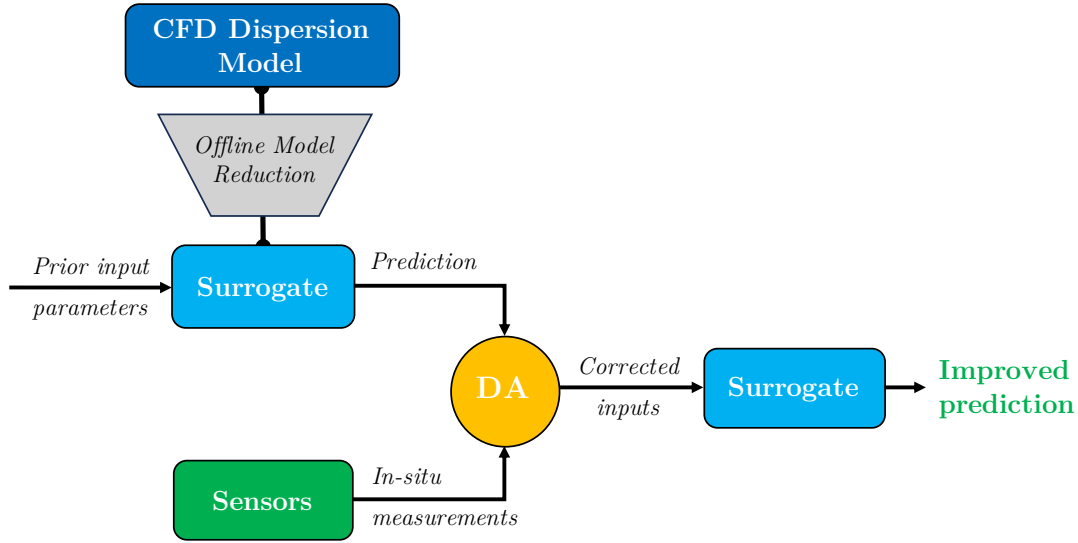 CFD Dispersion
Model
Offline Model
Reduction
Prior input
parameters
Surrogate
Prediction
DA
Corrected
inputs
Surrogate
Improved
prediction
Sensors
In-situ
measurements